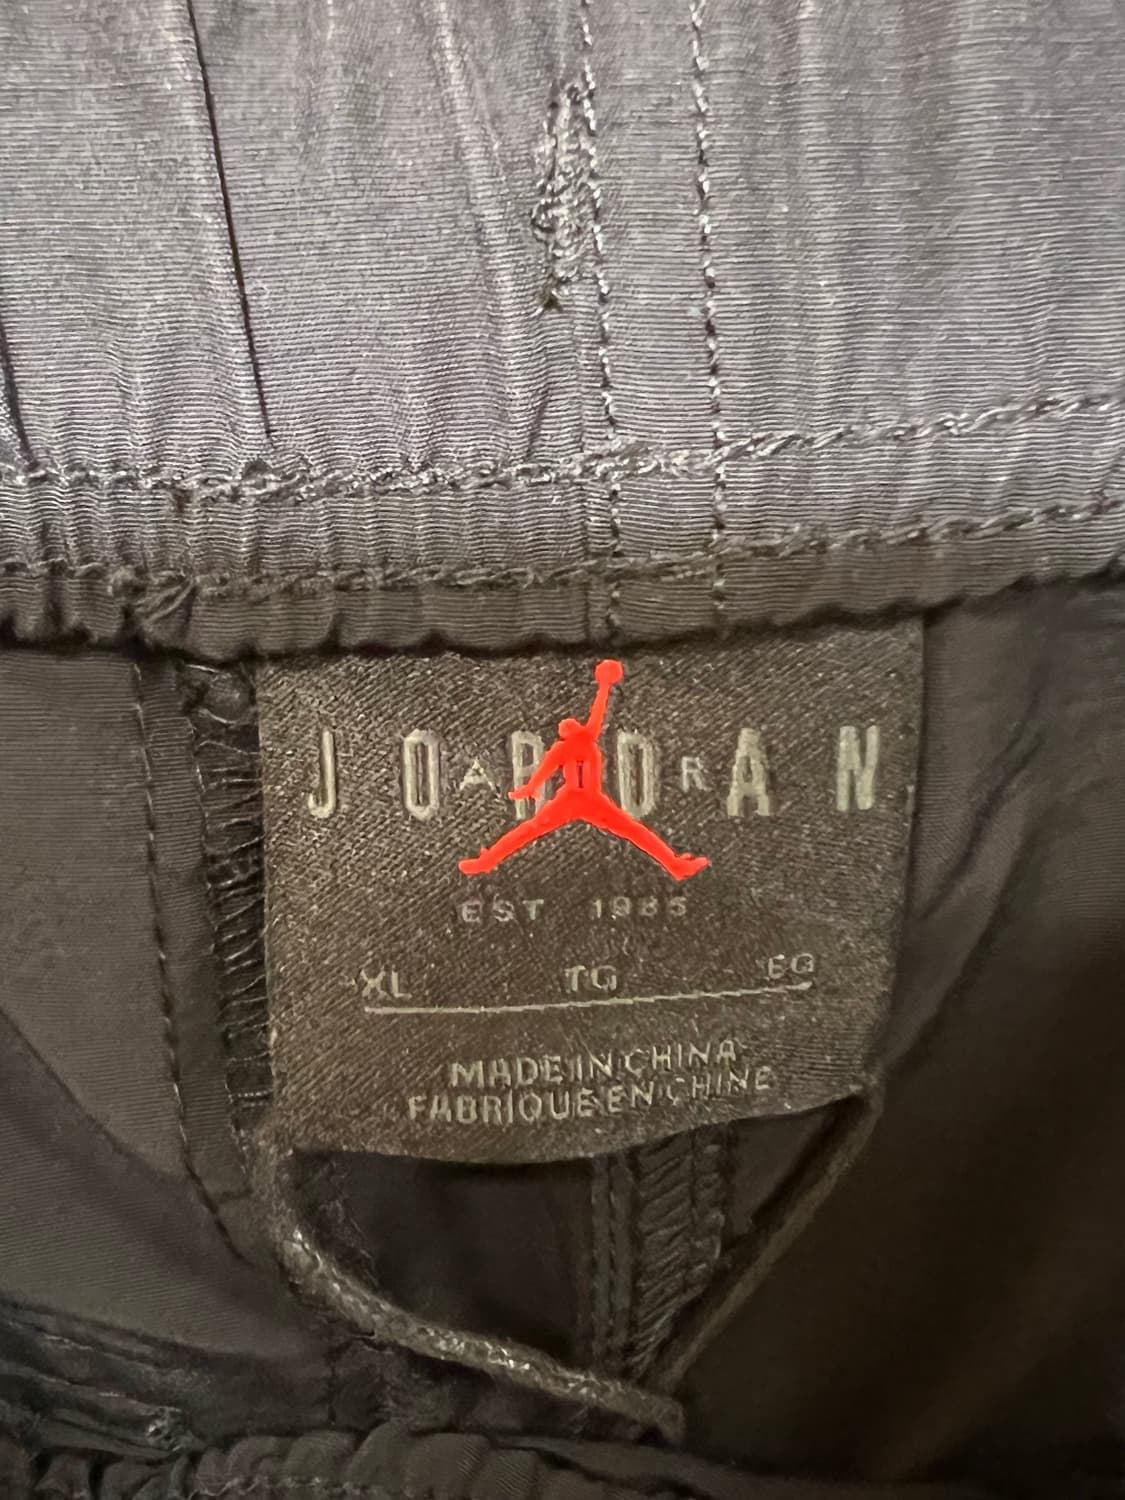 JORDAN
AIR
EST 1985
XL TG EG
MADE IN CHINA
FABRIQUE EN CHINE